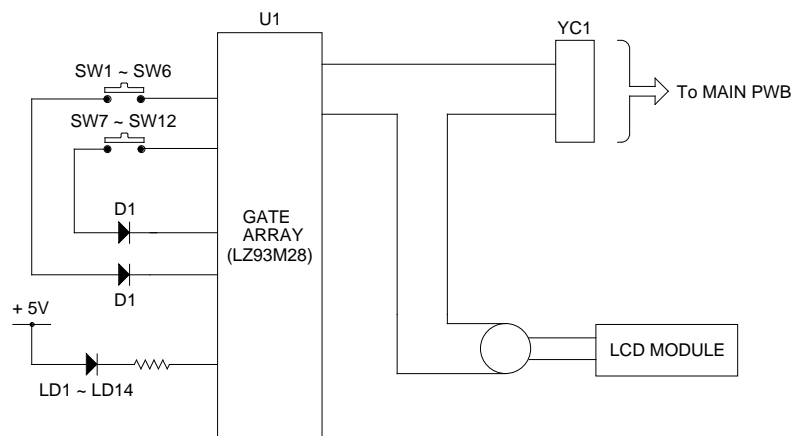 U1
YC1
SW1 ~ SW6
To MAIN PWB
SW7 ~ SW12
D1
GATE
ARRAY
(LZ93M28)
D1
+ 5V
LCD MODULE
LD1 ~ LD14